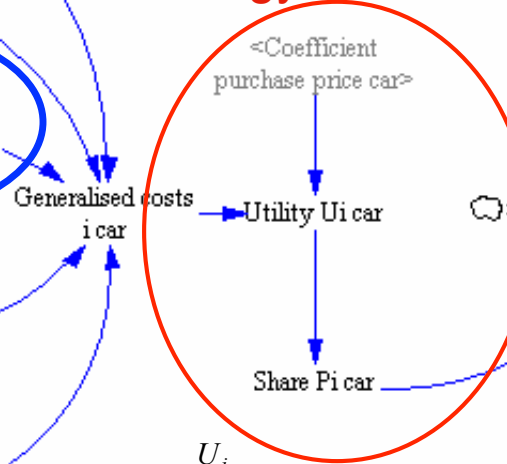 <Coefficient
purchase price car>
Generalised costs
i car
Utility Ui car
Share Pi car
U i